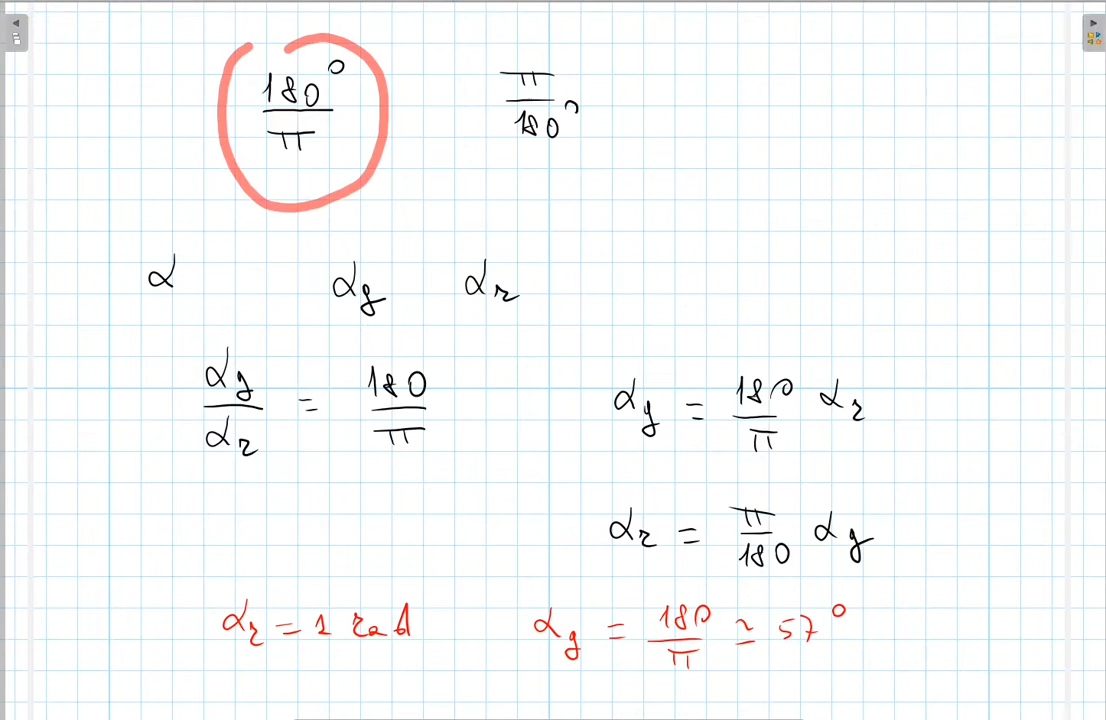 180° / π    π / 180°
α    α_g    α_r
α_g / α_r = 180 / π    α_g = 180 / π α_r
α_r = π / 180 α_g
α_r = 1 rad    α_g = 180 / π ≃ 57°